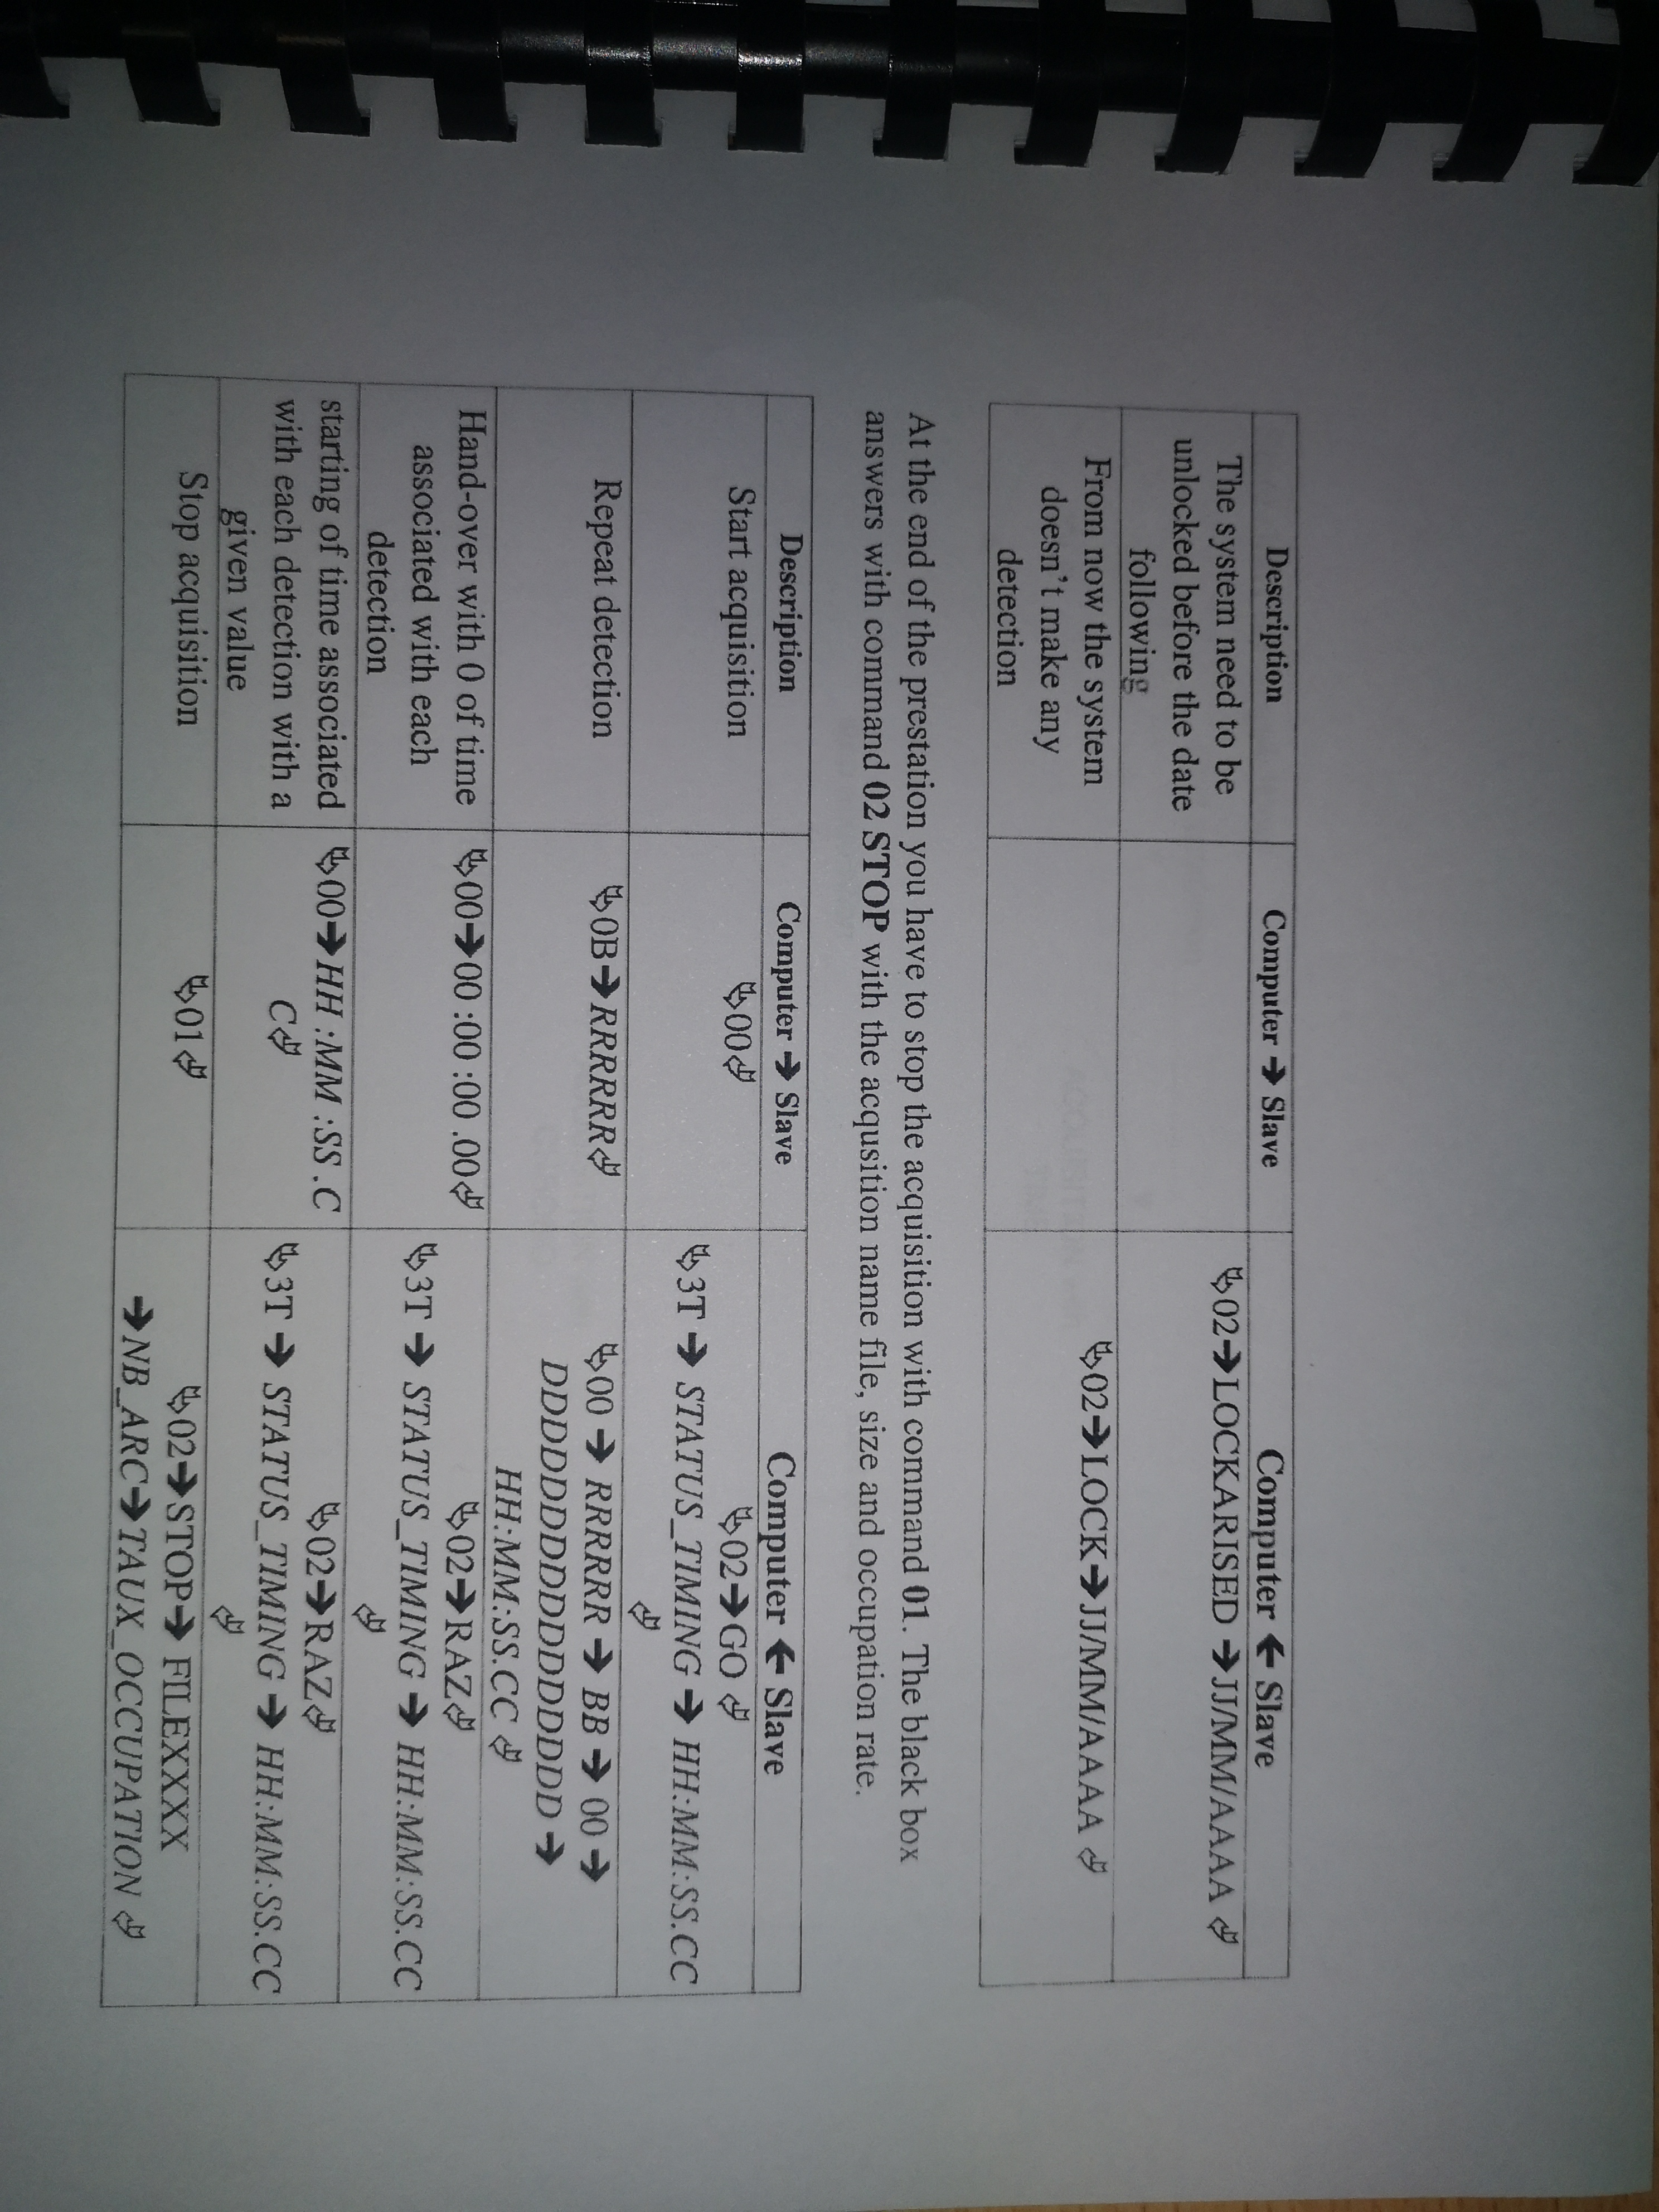 Description Computer ➔ Slave Computer ← Slave
The system need to be
unlocked before the date
following
↳02➔LOCKARISED ➔JJ/MM/AAAA ↲
From now the system
doesn't make any
detection
↳02➔LOCK➔JJ/MM/AAAA ↲
At the end of the prestation you have to stop the acquisition with command 01. The black box
answers with command 02 STOP with the acqusition name file, size and occupation rate.
Description Computer ➔ Slave Computer ← Slave
Start acquisition
↳00↲
↳02➔GO ↲
↳3T ➔ STATUS_TIMING ➔ HH:MM:SS.CC
↲
Repeat detection
↳0B➔RRRRRR↲
↳00 ➔ RRRRRR ➔ BB ➔ 00 ➔
DDDDDDDDDDDDDDDDDDDD ➔
HH:MM:SS.CC ↲
Hand-over with 0 of time
associated with each
detection
↳00➔00 :00 :00 .00↲
↳02➔RAZ↲
↳3T ➔ STATUS_TIMING ➔ HH:MM:SS.CC
↲
starting of time associated
with each detection with a
given value
↳00➔HH :MM :SS .C
C↲
↳02➔RAZ↲
↳3T ➔ STATUS_TIMING ➔ HH:MM:SS.CC
↲
Stop acquisition
↳01↲
↳02➔STOP➔ FILEXXXX
➔NB_ARC➔TAUX_OCCUPATION ↲